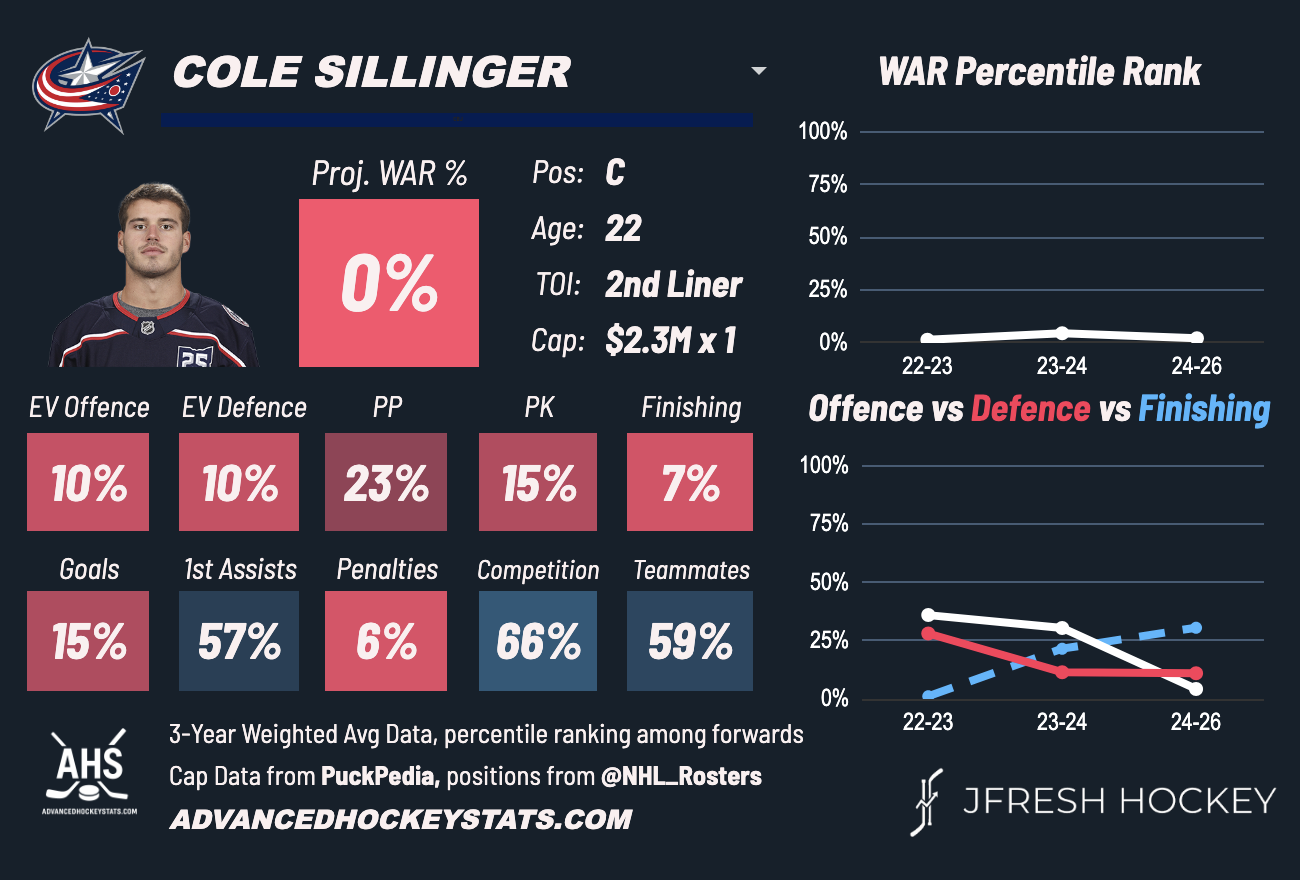 COLE SILLINGER
WAR Percentile Rank
Proj. WAR %
0%
Pos: C
Age: 22
TOI: 2nd Liner
Cap: $2.3M x 1
100%
75%
50%
25%
0%
22-23 23-24 24-26
EV Offence EV Defence PP PK Finishing
10% 10% 23% 15% 7%
Goals 1st Assists Penalties Competition Teammates
15% 57% 6% 66% 59%
Offence vs Defence vs Finishing
100%
75%
50%
25%
0%
22-23 23-24 24-26
25
NHL
AHS
ADVANCEDHOCKEYSTATS.COM
3-Year Weighted Avg Data, percentile ranking among forwards
Cap Data from PuckPedia, positions from @NHL_Rosters
ADVANCEDHOCKEYSTATS.COM
JFRESH HOCKEY